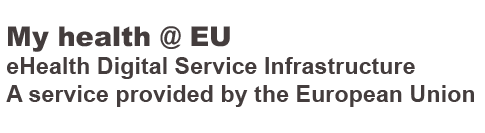 My health @ EU
eHealth Digital Service Infrastructure
A service provided by the European Union